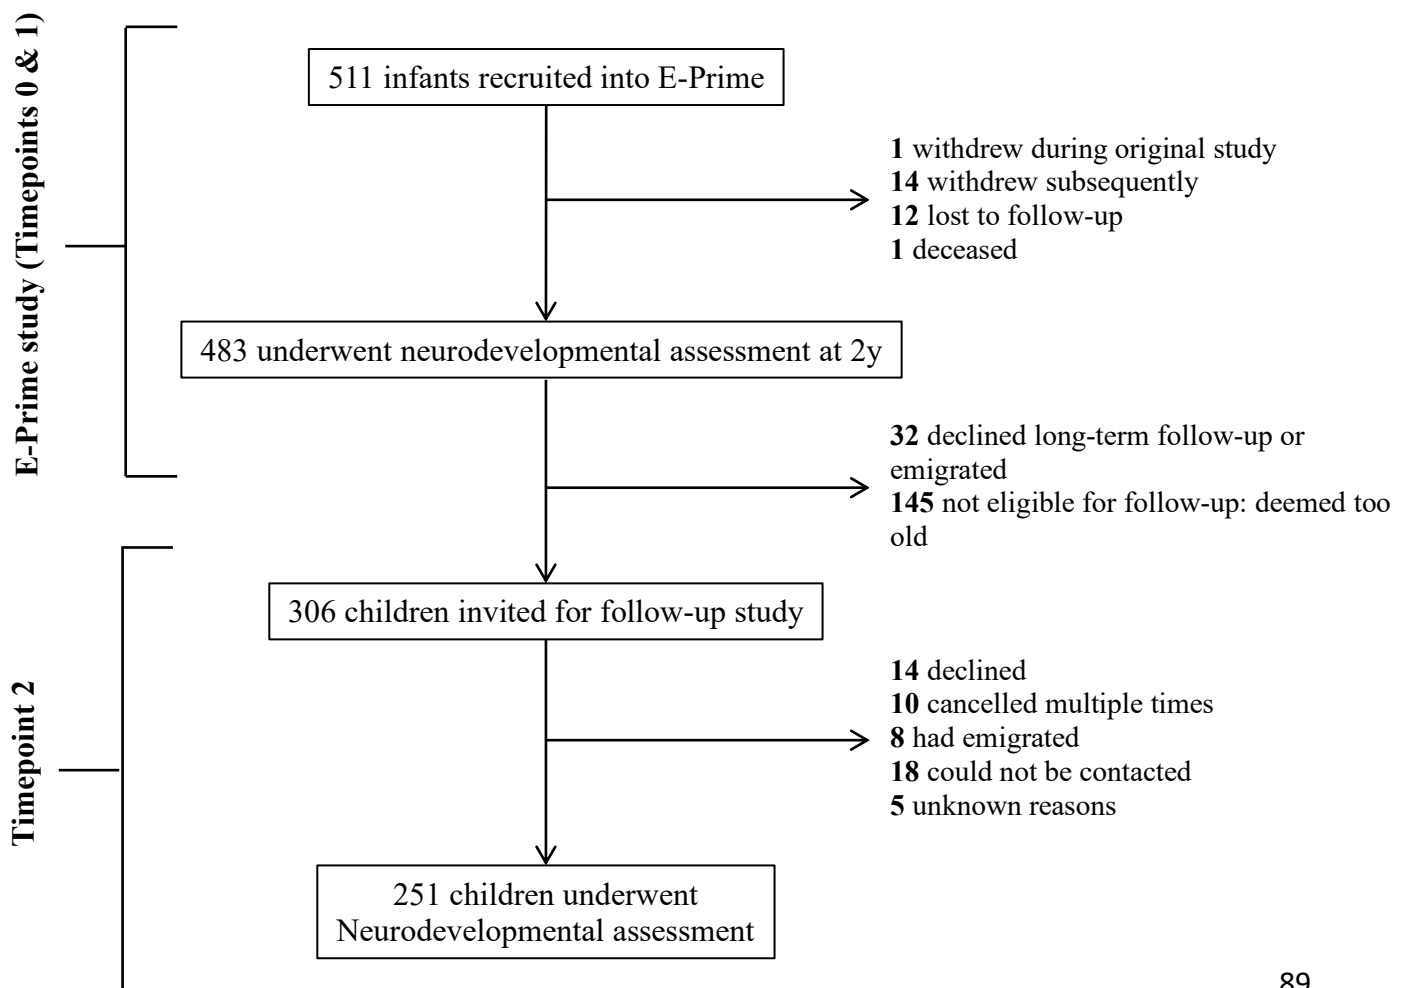 E-Prime study (Timepoints 0 & 1)
511 infants recruited into E-Prime
1 withdrew during original study
14 withdrew subsequently
12 lost to follow-up
1 deceased
483 underwent neurodevelopmental assessment at 2y
32 declined long-term follow-up or
emigrated
145 not eligible for follow-up: deemed too
old
Timepoint 2
306 children invited for follow-up study
14 declined
10 cancelled multiple times
8 had emigrated
18 could not be contacted
5 unknown reasons
251 children underwent
Neurodevelopmental assessment
89